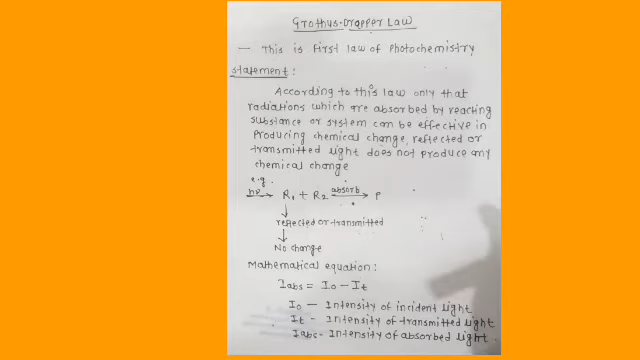 Grothus-Drapper Law
— This is first law of Photochemistry
statement:
According to this law only that
radiations which are absorbed by reacing
substance or system can be effective in
producing chemical change, reflected or
transmitted light does not produce any
chemical change
e.g.
hν→ R₁ + R₂ absorb→ P
↓
reflected or transmitted
↓
No change
Mathematical equation:
Iabs = Io – It
Io — Intensity of incident light
It – Intensity of transmitted light
Iabs – Intensity of absorbed light